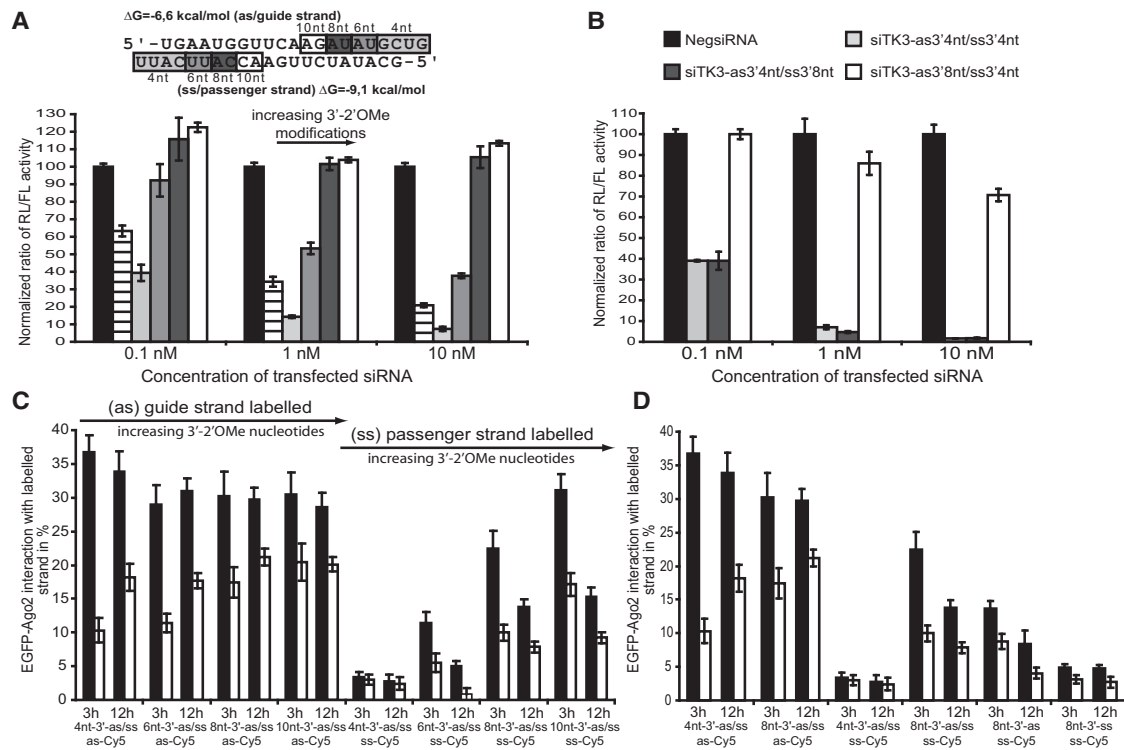 A
ΔG=-6,6 kcal/mol (as/guide strand)
10nt 8nt 6nt 4nt
5'-UGAAUGGUUCAAGAUAUGCUG
UUACUUACCAAGUUCUAUACG-5'
4nt 6nt 8nt 10nt
(ss/passenger strand) ΔG=-9,1 kcal/mol
increasing 3'-2'OMe
modifications
Normalized ratio of RL/FL activity
130
120
110
100
90
80
70
60
50
40
30
20
10
0
0.1 nM 1 nM 10 nM
Concentration of transfected siRNA
B
NegsiRNA siTK3-as3'4nt/ss3'4nt
siTK3-as3'4nt/ss3'8nt siTK3-as3'8nt/ss3'4nt
Normalized ratio of RL/FL activity
110
100
90
80
70
60
50
40
30
20
10
0
0.1 nM 1 nM 10 nM
Concentration of transfected siRNA
C
(as) guide strand labelled
increasing 3'-2'OMe nucleotides
(ss) passenger strand labelled
increasing 3'-2'OMe nucleotides
EGFP-Ago2 interaction with labelled
strand in %
40
35
30
25
20
15
10
5
0
3h 12h 3h 12h 3h 12h 3h 12h 3h 12h 3h 12h 3h 12h 3h 12h
4nt-3'-as/ss 6nt-3'-as/ss 8nt-3'-as/ss 10nt-3'-as/ss 4nt-3'-as/ss 6nt-3'-as/ss 8nt-3'-as/ss 10nt-3'-as/ss
as-Cy5 as-Cy5 as-Cy5 as-Cy5 ss-Cy5 ss-Cy5 ss-Cy5 ss-Cy5
D
EGFP-Ago2 interaction with labelled
strand in %
40
35
30
25
20
15
10
5
0
3h 12h 3h 12h 3h 12h 3h 12h 3h 12h 3h 12h
4nt-3'-as/ss 8nt-3'-as/ss 4nt-3'-as/ss 8nt-3'-as/ss 8nt-3'-as 8nt-3'-ss
as-Cy5 as-Cy5 ss-Cy5 ss-Cy5 ss-Cy5 ss-Cy5